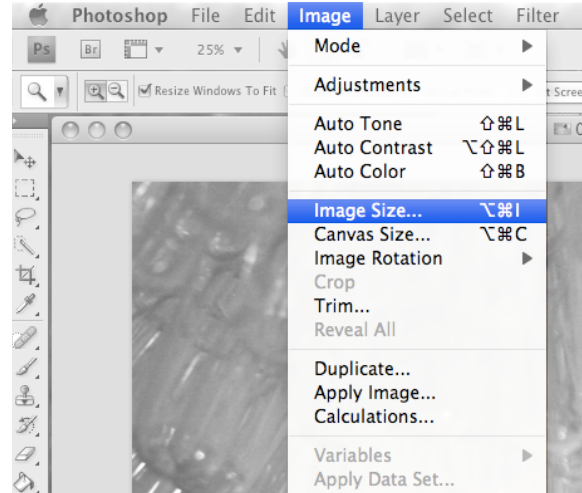 Photoshop File Edit Image Layer Select Filter
Ps Br 25%
Resize Windows To Fit
t Scree
Mode
Adjustments
Auto Tone ⇧⌘L
Auto Contrast ⌥⇧⌘L
Auto Color ⇧⌘B
Image Size... ⌥⌘I
Canvas Size... ⌥⌘C
Image Rotation
Crop
Trim...
Reveal All
Duplicate...
Apply Image...
Calculations...
Variables
Apply Data Set...